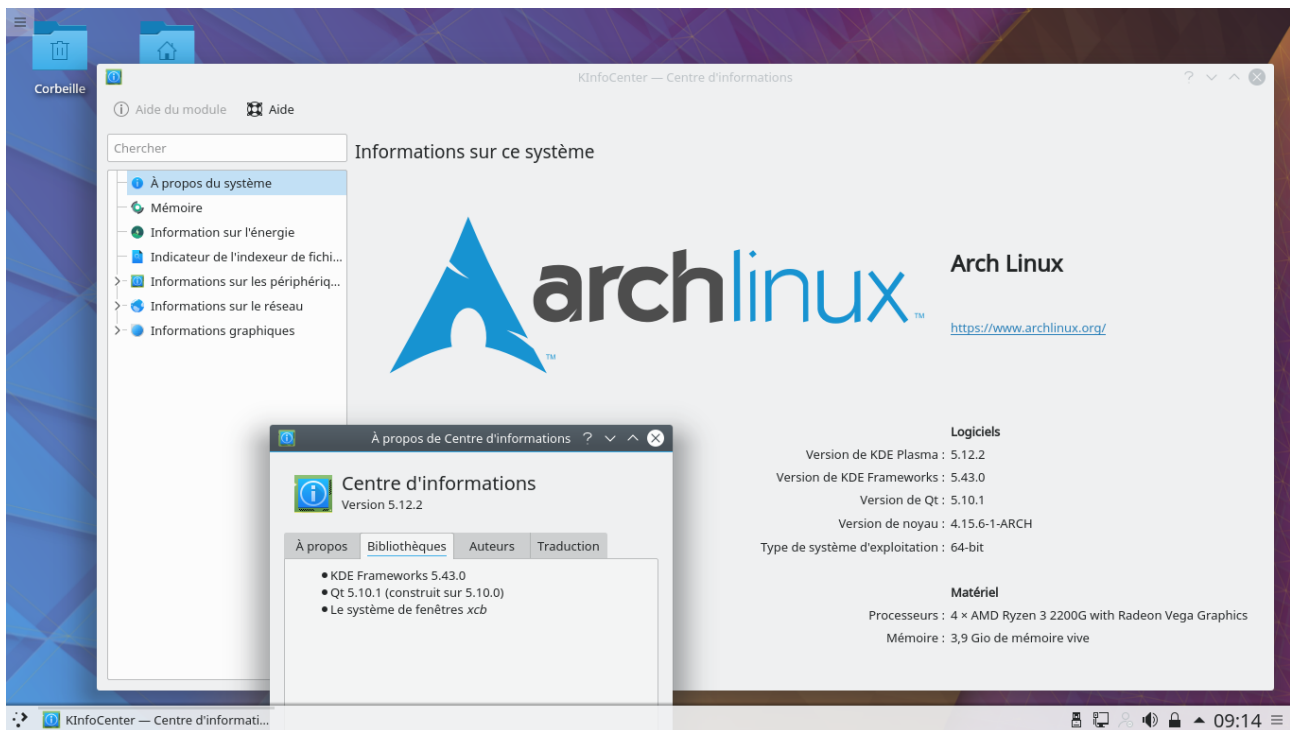 Corbeille
KInfoCenter — Centre d'informations
Aide du module Aide
Chercher
Informations sur ce système
À propos du système
Mémoire
Information sur l'énergie
Indicateur de l'indexeur de fichi...
Informations sur les périphériq...
Informations sur le réseau
Informations graphiques
archlinux™
™
Arch Linux
https://www.archlinux.org/
Logiciels
Version de KDE Plasma : 5.12.2
Version de KDE Frameworks : 5.43.0
Version de Qt : 5.10.1
Version de noyau : 4.15.6-1-ARCH
Type de système d'exploitation : 64-bit
Matériel
Processeurs : 4 × AMD Ryzen 3 2200G with Radeon Vega Graphics
Mémoire : 3,9 Gio de mémoire vive
À propos de Centre d'informations
Centre d'informations
Version 5.12.2
À propos Bibliothèques Auteurs Traduction
• KDE Frameworks 5.43.0
• Qt 5.10.1 (construit sur 5.10.0)
• Le système de fenêtres xcb
KInfoCenter — Centre d'informati...
09:14